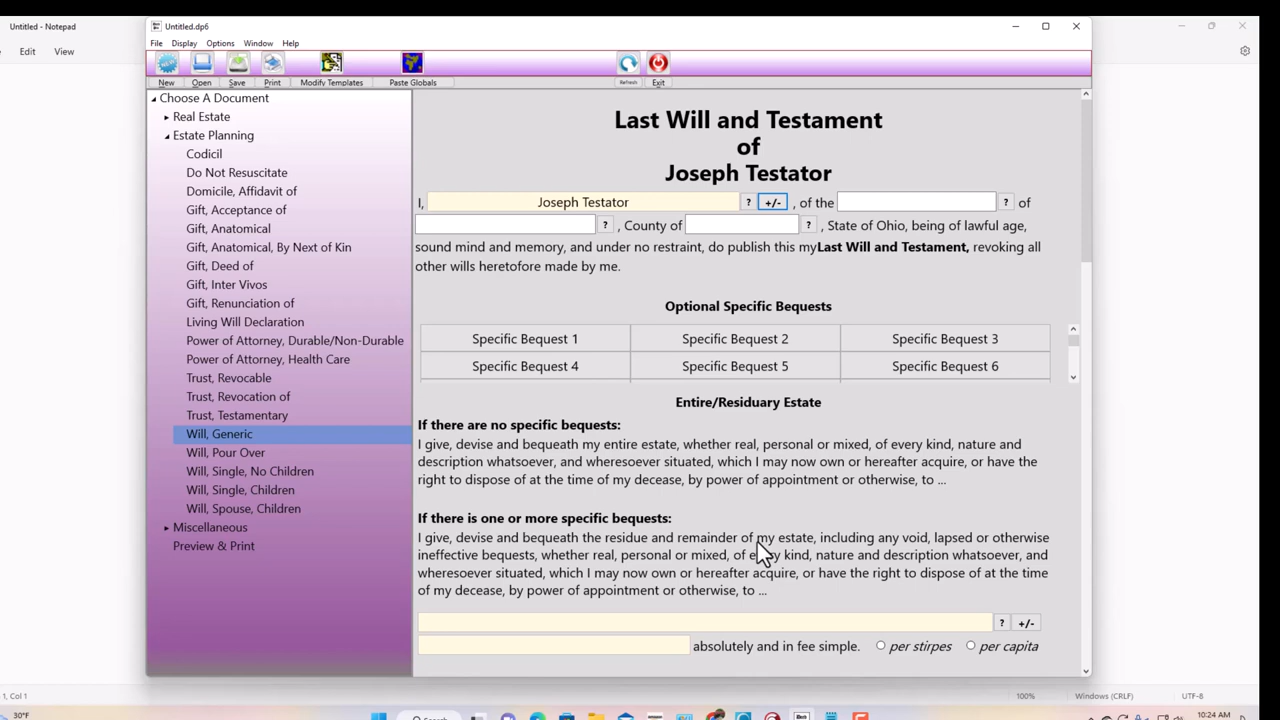 Untitled - Notepad
Edit View
Untitled.dp6
File Display Options Window Help
New Open Save Print Modify Templates Paste Globals Refresh Exit
Choose A Document
Real Estate
Estate Planning
Codicil
Do Not Resuscitate
Domicile, Affidavit of
Gift, Acceptance of
Gift, Anatomical
Gift, Anatomical, By Next of Kin
Gift, Deed of
Gift, Inter Vivos
Gift, Renunciation of
Living Will Declaration
Power of Attorney, Durable/Non-Durable
Power of Attorney, Health Care
Trust, Revocable
Trust, Revocation of
Trust, Testamentary
Will, Generic
Will, Pour Over
Will, Single, No Children
Will, Single, Children
Will, Spouse, Children
Miscellaneous
Preview & Print
Last Will and Testament
of
Joseph Testator
I, Joseph Testator ? +/- , of the ? of
? , County of ? , State of Ohio, being of lawful age,
sound mind and memory, and under no restraint, do publish this myLast Will and Testament, revoking all
other wills heretofore made by me.
Optional Specific Bequests
Specific Bequest 1 Specific Bequest 2 Specific Bequest 3
Specific Bequest 4 Specific Bequest 5 Specific Bequest 6
Entire/Residuary Estate
If there are no specific bequests:
I give, devise and bequeath my entire estate, whether real, personal or mixed, of every kind, nature and
description whatsoever, and wheresoever situated, which I may now own or hereafter acquire, or have the
right to dispose of at the time of my decease, by power of appointment or otherwise, to ...
If there is one or more specific bequests:
I give, devise and bequeath the residue and remainder of my estate, including any void, lapsed or otherwise
ineffective bequests, whether real, personal or mixed, of every kind, nature and description whatsoever, and
wheresoever situated, which I may now own or hereafter acquire, or have the right to dispose of at the time
of my decease, by power of appointment or otherwise, to ...
? +/-
absolutely and in fee simple. per stirpes per capita
1, Col 1 100% Windows (CRLF) UTF-8
30°F 10:24 AM